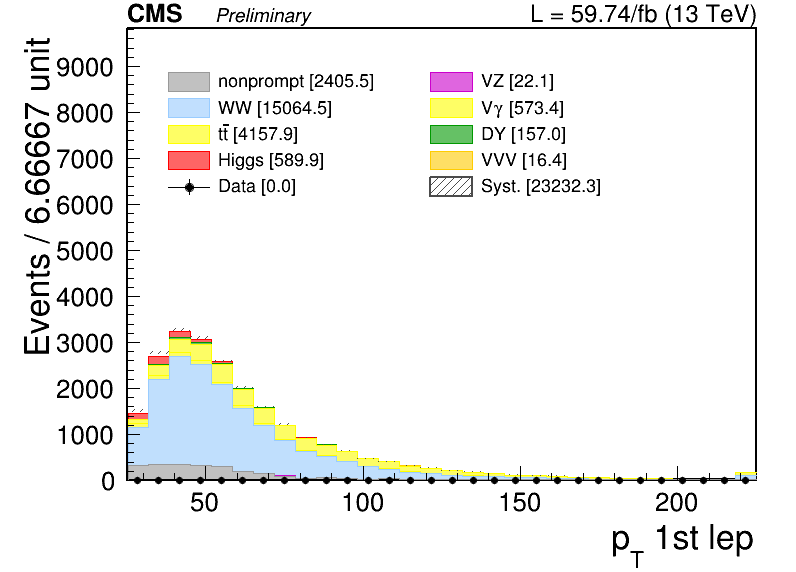 CMS Preliminary L = 59.74/fb (13 TeV)
Events / 6.66667 unit
9000
8000
7000
6000
5000
4000
3000
2000
1000
0
nonprompt [2405.5]
WW [15064.5]
tt̄ [4157.9]
Higgs [589.9]
Data [0.0]
VZ [22.1]
Vγ [573.4]
DY [157.0]
VVV [16.4]
Syst. [23232.3]
50 100 150 200
p_T 1st lep